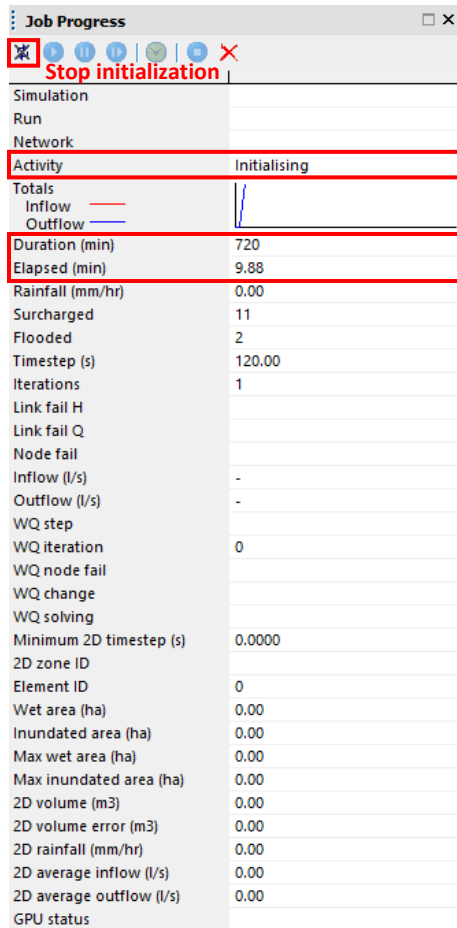 Job Progress
Stop initialization
Simulation
Run
Network
Activity Initialising
Totals
Inflow
Outflow
Duration (min) 720
Elapsed (min) 9.88
Rainfall (mm/hr) 0.00
Surcharged 11
Flooded 2
Timestep (s) 120.00
Iterations 1
Link fail H
Link fail Q
Node fail
Inflow (l/s) -
Outflow (l/s) -
WQ step
WQ iteration 0
WQ node fail
WQ change
WQ solving
Minimum 2D timestep (s) 0.0000
2D zone ID
Element ID 0
Wet area (ha) 0.00
Inundated area (ha) 0.00
Max wet area (ha) 0.00
Max inundated area (ha) 0.00
2D volume (m3) 0.00
2D volume error (m3) 0.00
2D rainfall (mm/hr) 0.00
2D average inflow (l/s) 0.00
2D average outflow (l/s) 0.00
GPU status